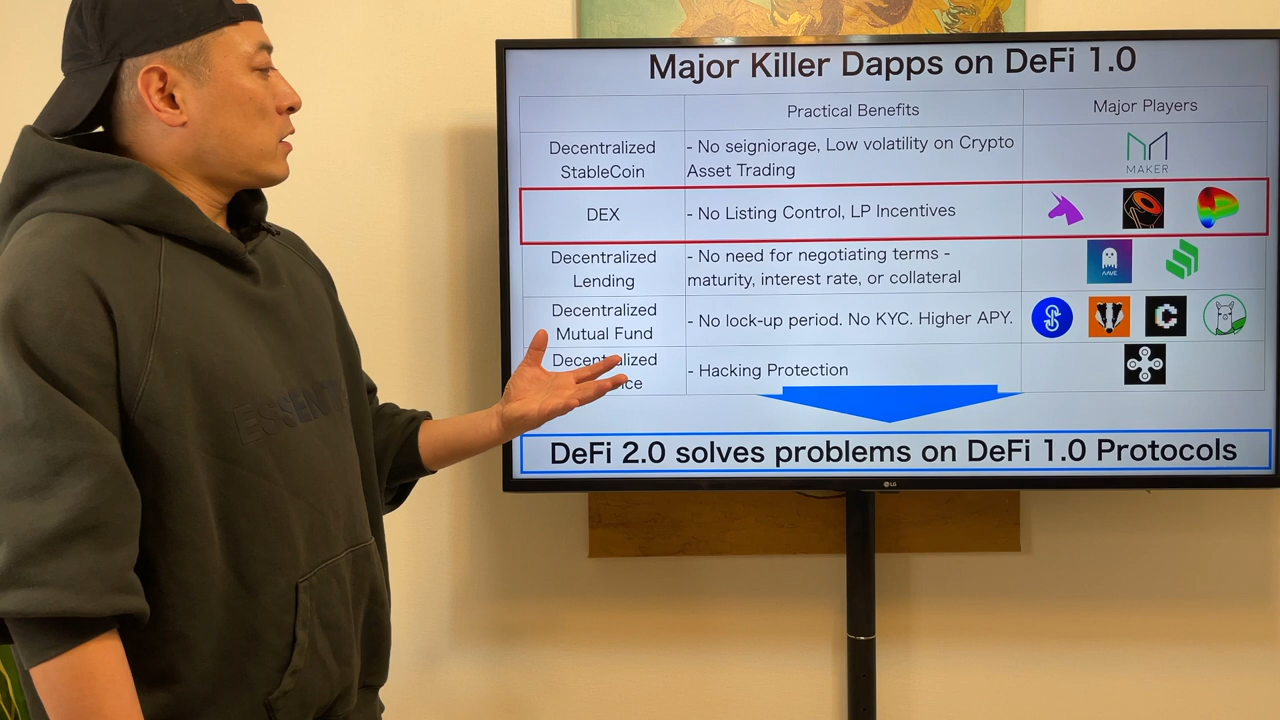 Major Killer Dapps on DeFi 1.0
Practical Benefits
Major Players
Decentralized
StableCoin
- No seigniorage, Low volatility on Crypto
Asset Trading
MAKER
DEX
- No Listing Control, LP Incentives
Decentralized
Lending
- No need for negotiating terms -
maturity, interest rate, or collateral
AAVE
Decentralized
Mutual Fund
- No lock-up period. No KYC. Higher APY.
- Hacking Protection
DeFi 2.0 solves problems on DeFi 1.0 Protocols
LG